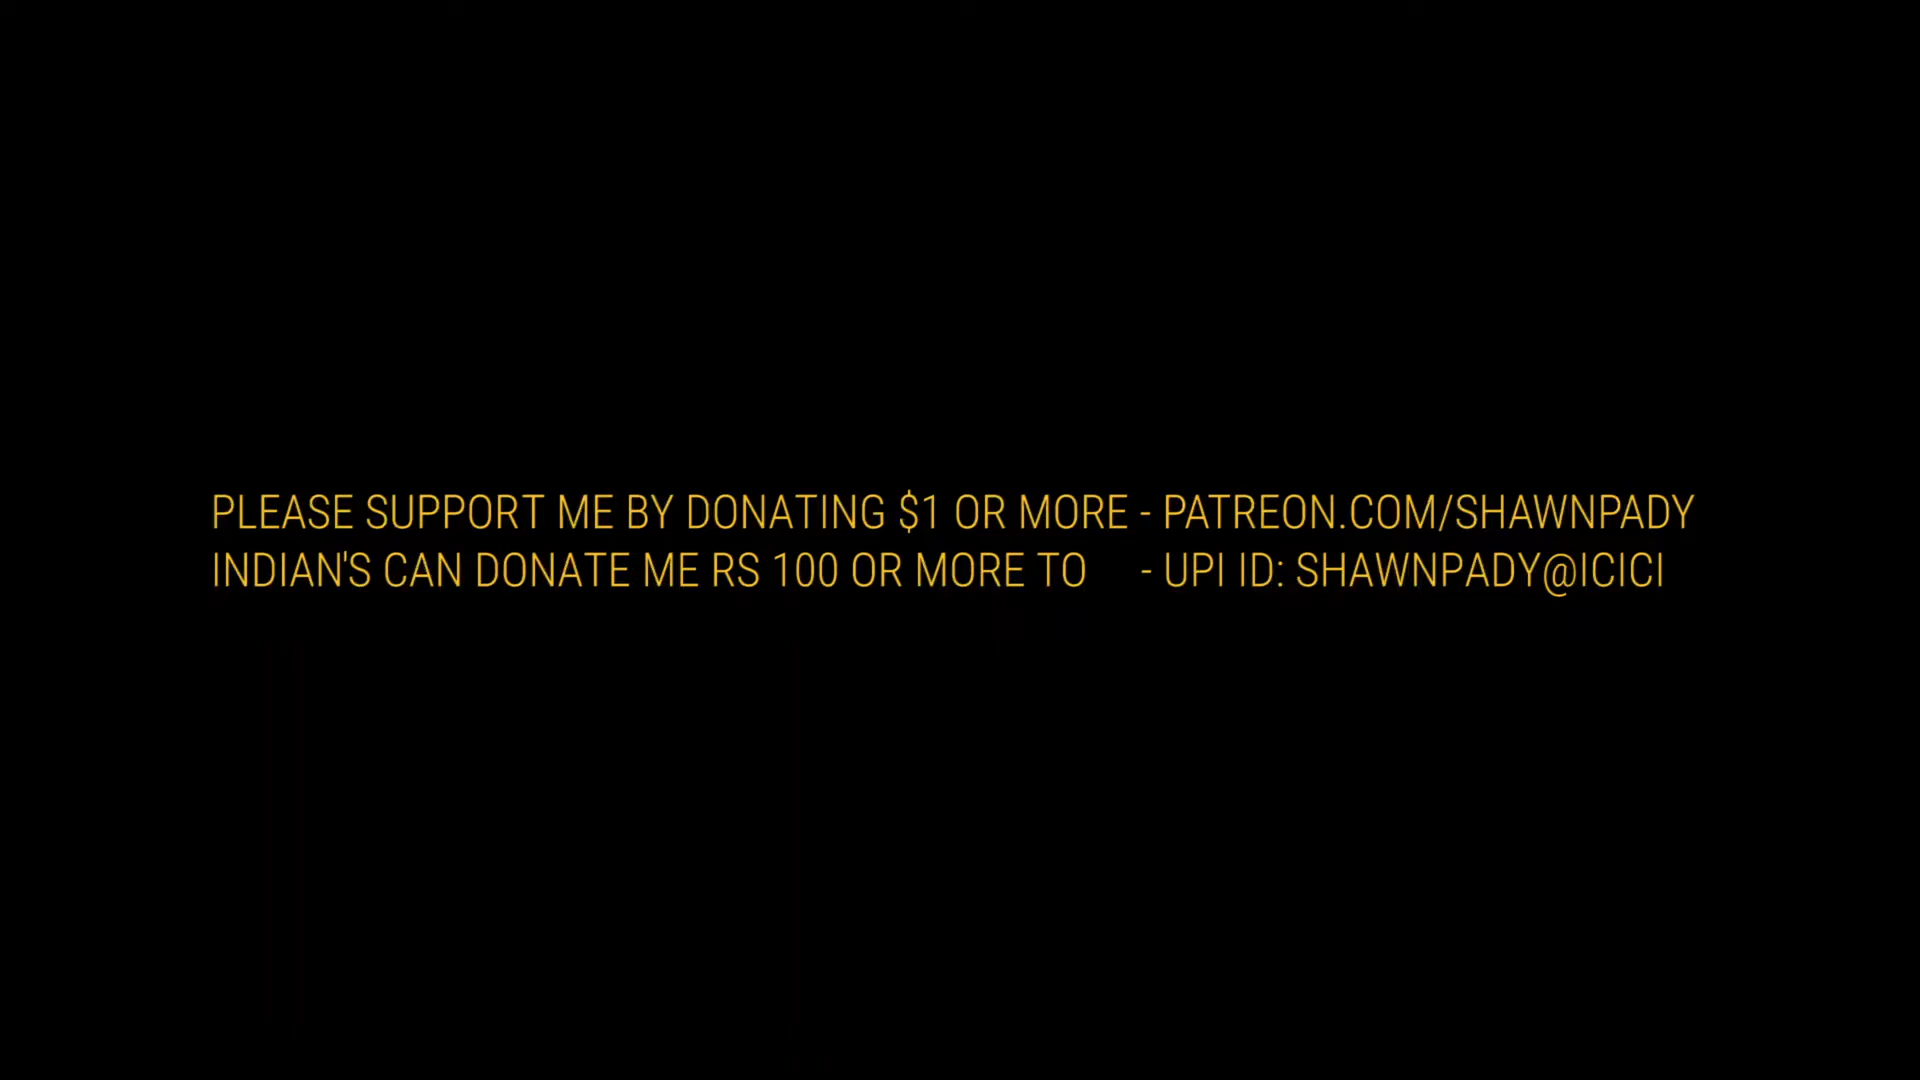 PLEASE SUPPORT ME BY DONATING $1 OR MORE - PATREON.COM/SHAWNPADY
INDIAN'S CAN DONATE ME RS 100 OR MORE TO - UPI ID: SHAWNPADY@ICICI